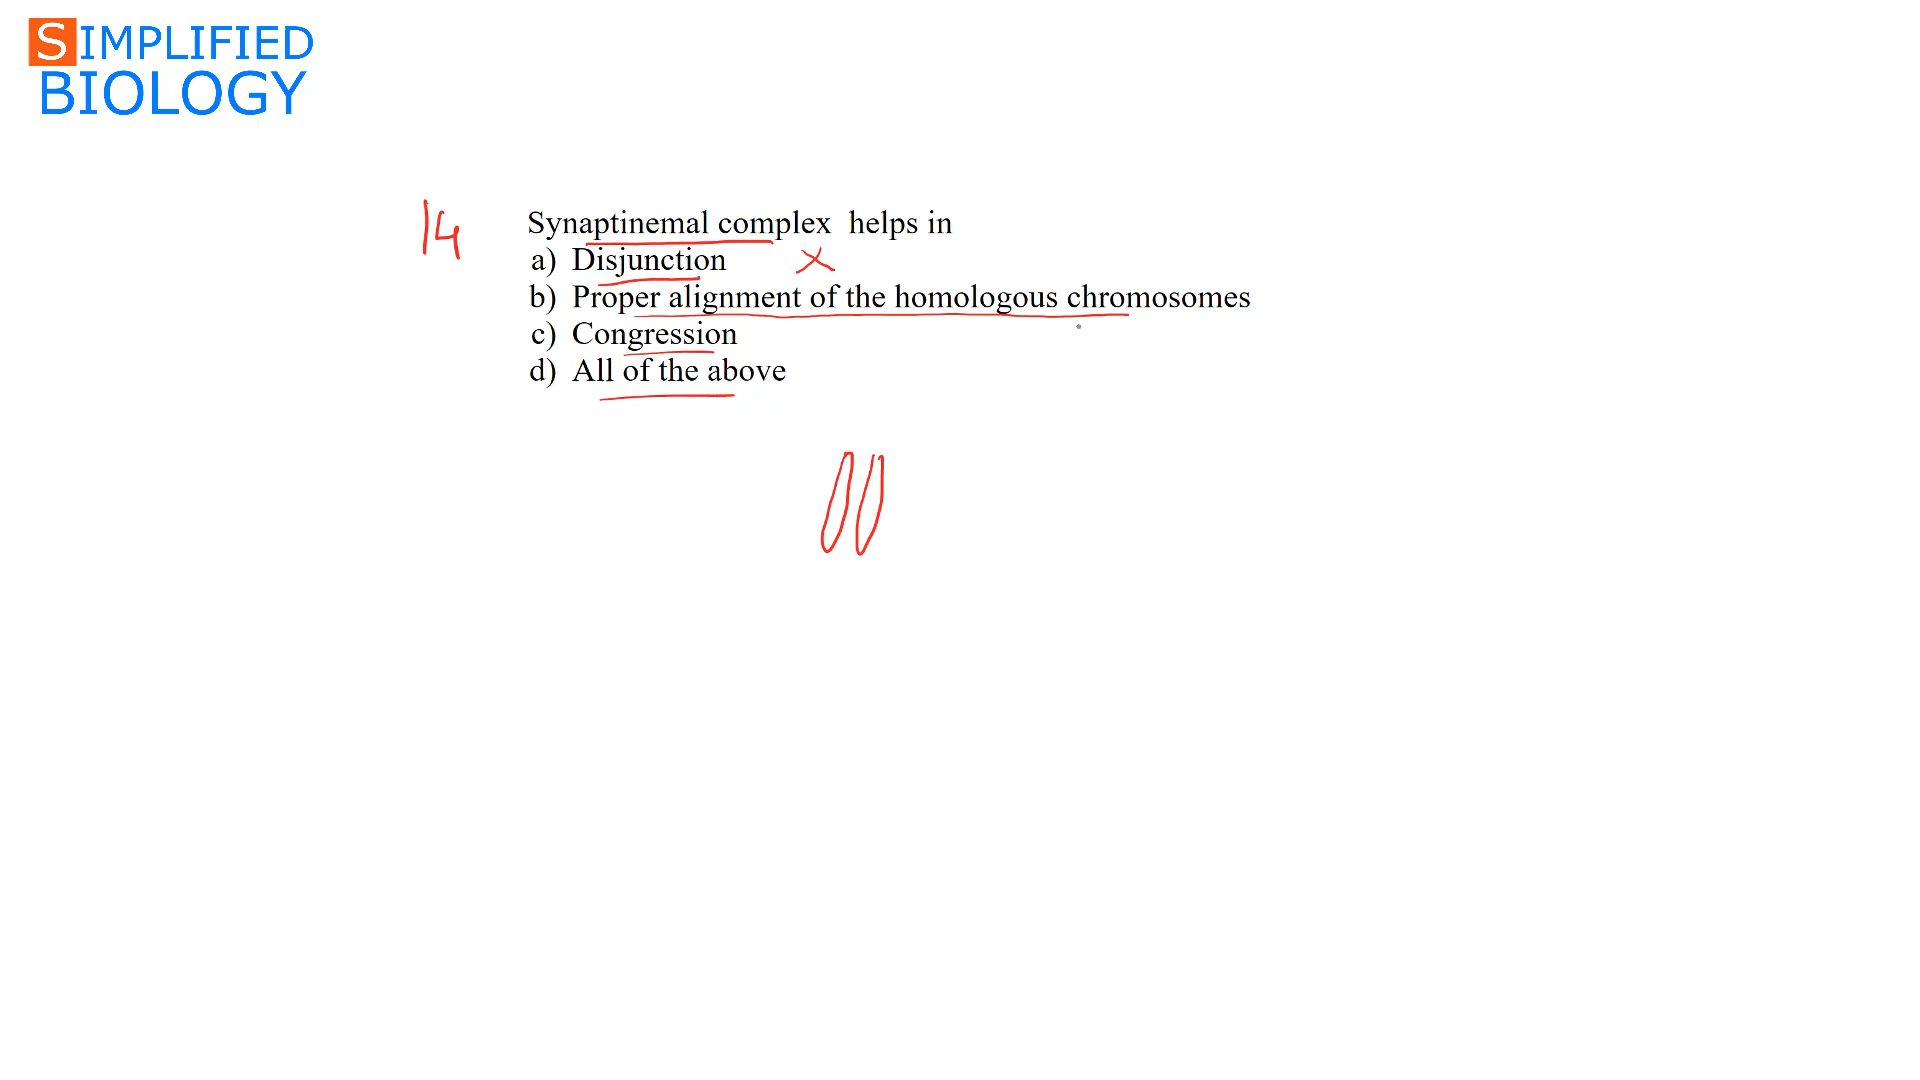 SIMPLIFIED
BIOLOGY
14 Synaptinemal complex helps in
a) Disjunction x
b) Proper alignment of the homologous chromosomes
c) Congression
d) All of the above